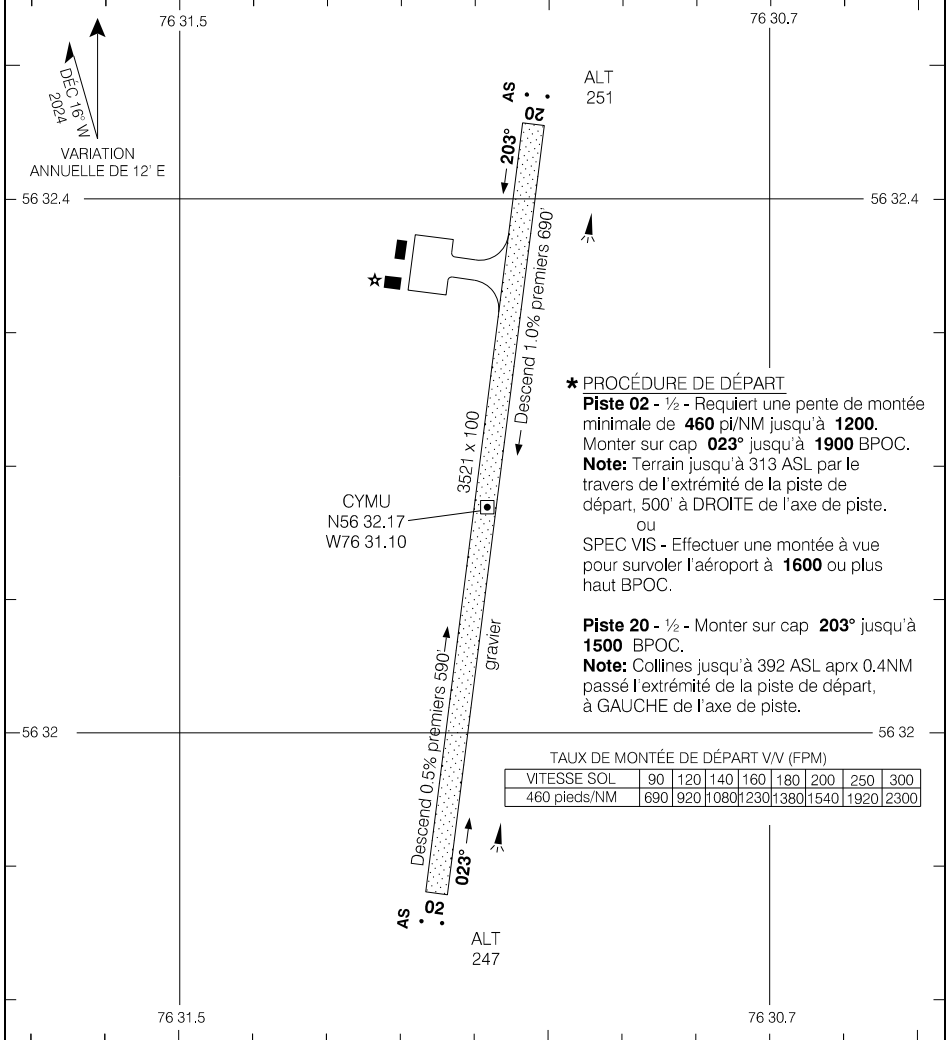 76 31.5
76 30.7
DÉC 16° W
2024
VARIATION
ANNUELLE DE 12' E
ALT
251
AS
20
203°
56 32.4
56 32.4
Descend 1.0% premiers 690'
3521 x 100
CYMU
N56 32.17
W76 31.10
* PROCÉDURE DE DÉPART
Piste 02 - ½ - Requiert une pente de montée
minimale de 460 pi/NM jusqu'à 1200.
Monter sur cap 023° jusqu'à 1900 BPOC.
Note: Terrain jusqu'à 313 ASL par le
travers de l'extrémité de la piste de
départ, 500' à DROITE de l'axe de piste.
ou
SPEC VIS - Effectuer une montée à vue
pour survoler l'aéroport à 1600 ou plus
haut BPOC.
Piste 20 - ½ - Monter sur cap 203° jusqu'à
1500 BPOC.
Note: Collines jusqu'à 392 ASL aprx 0.4NM
passé l'extrémité de la piste de départ,
à GAUCHE de l'axe de piste.
gravier
Descend 0.5% premiers 590'
56 32
56 32
TAUX DE MONTÉE DE DÉPART V/V (FPM)
VITESSE SOL 90 120 140 160 180 200 250 300
460 pieds/NM 690 920 1080 1230 1380 1540 1920 2300
023°
02
AS
ALT
247
76 31.5
76 30.7